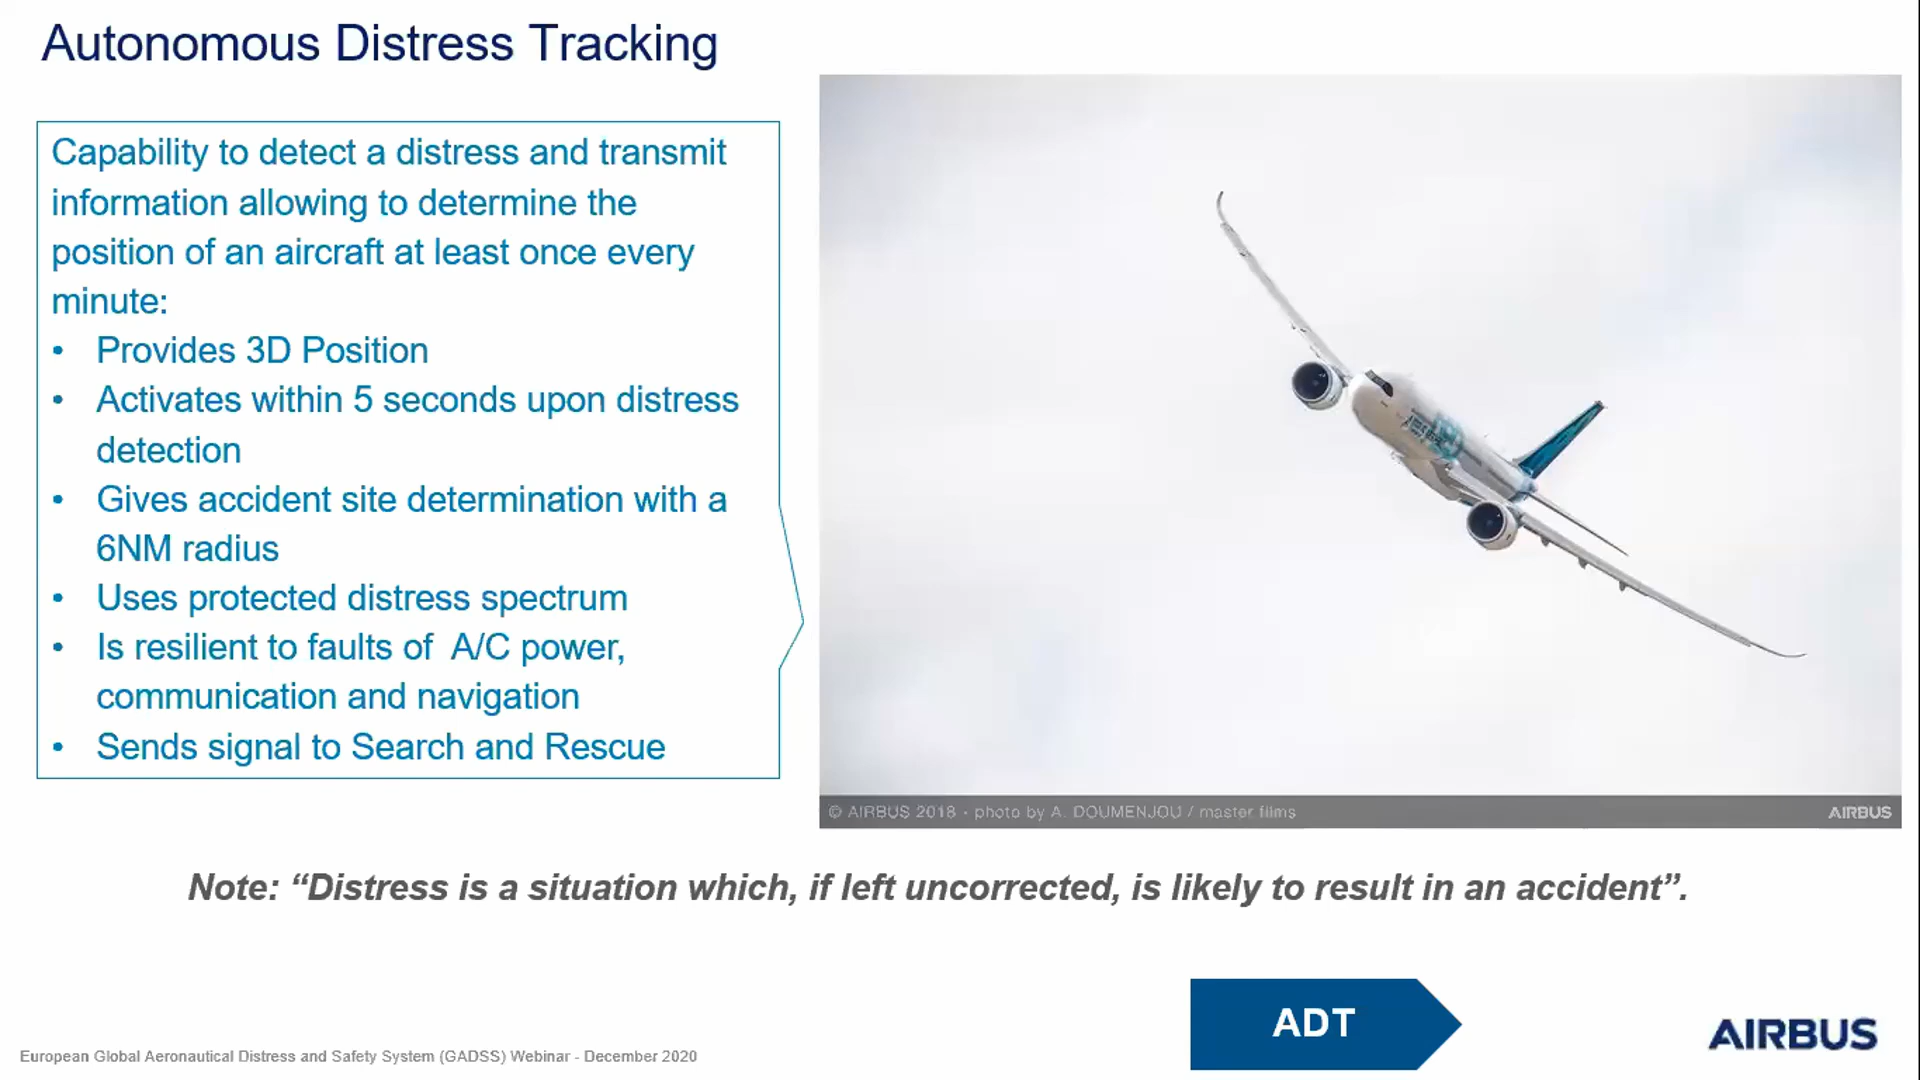 Autonomous Distress Tracking
Capability to detect a distress and transmit
information allowing to determine the
position of an aircraft at least once every
minute:
• Provides 3D Position
• Activates within 5 seconds upon distress
detection
• Gives accident site determination with a
6NM radius
• Uses protected distress spectrum
• Is resilient to faults of A/C power,
communication and navigation
• Sends signal to Search and Rescue
© AIRBUS 2018 - photo by A. DOUMENJOU / master films
AIRBUS
Note: “Distress is a situation which, if left uncorrected, is likely to result in an accident”.
ADT
AIRBUS
European Global Aeronautical Distress and Safety System (GADSS) Webinar - December 2020